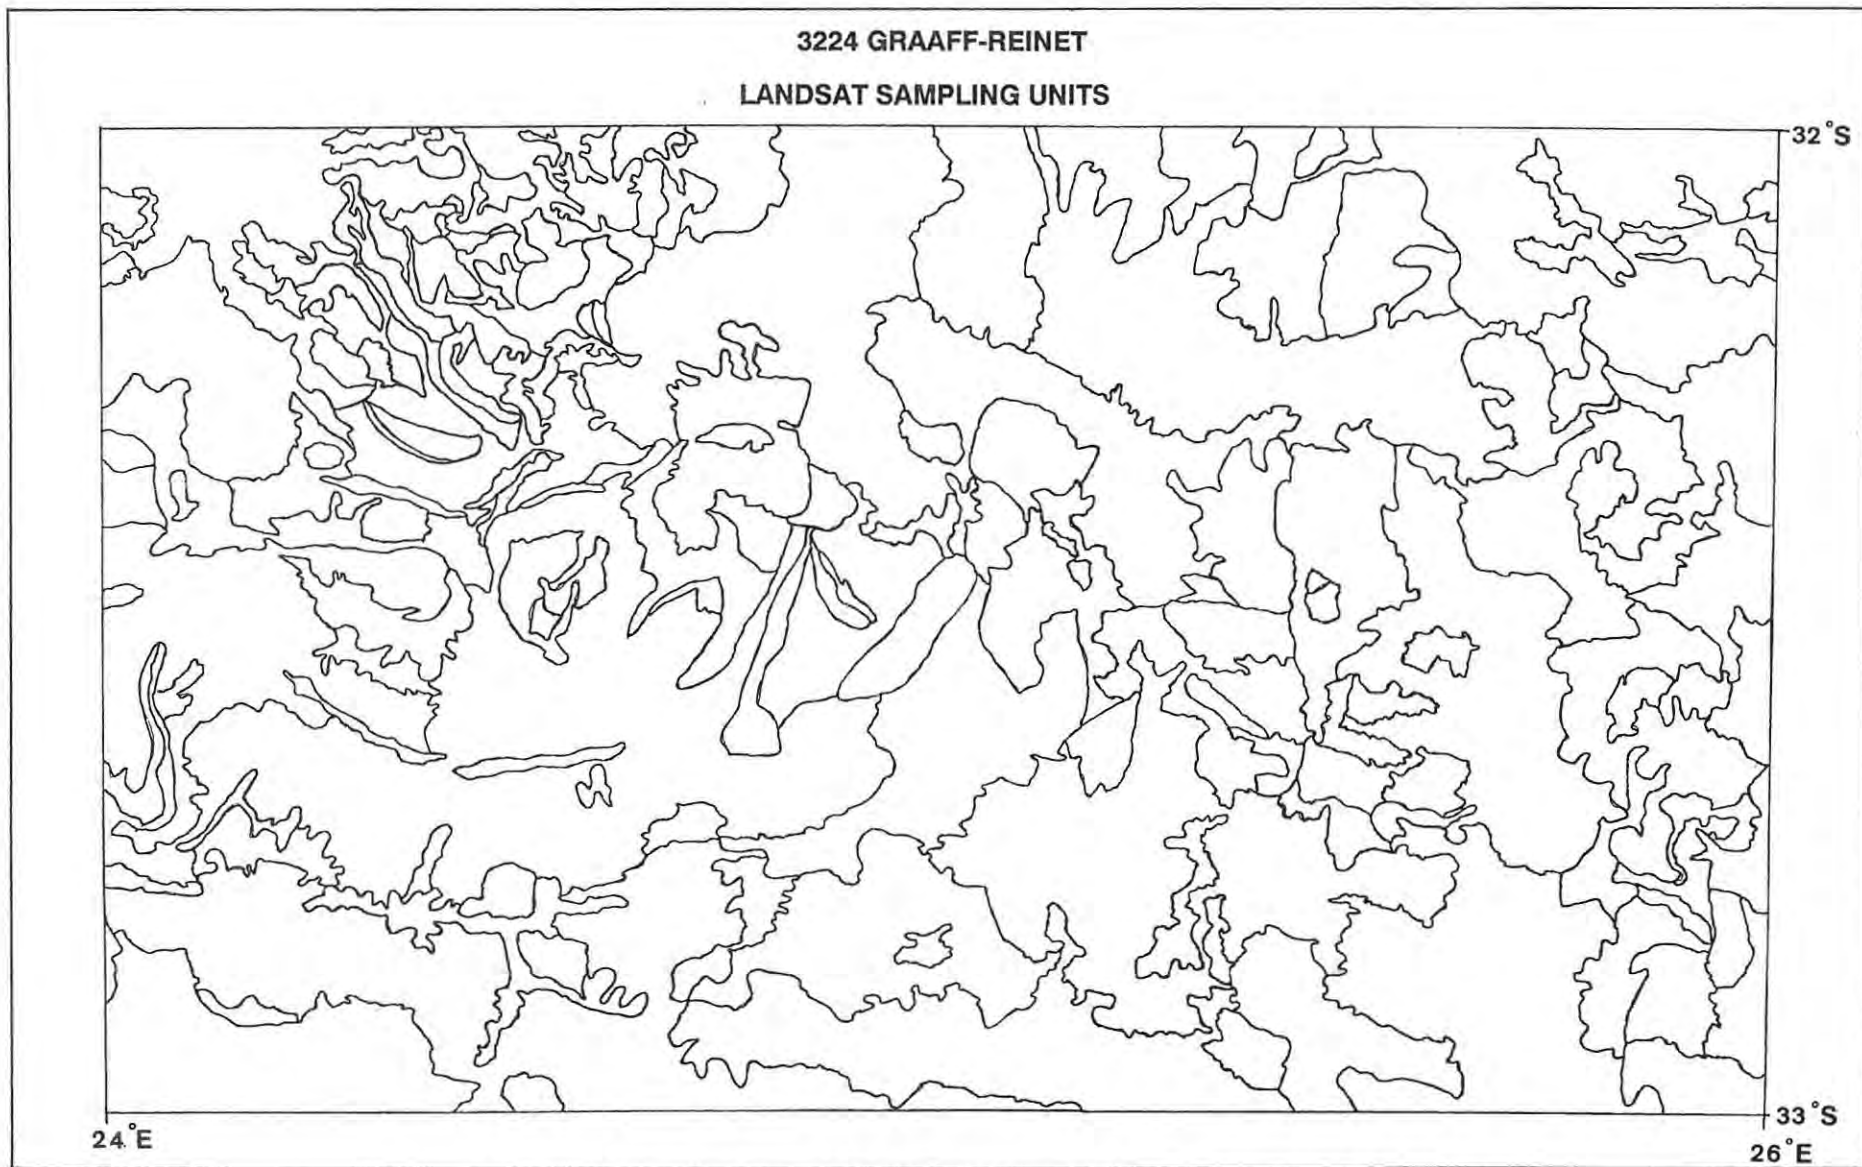 3224 GRAAFF-REINET
LANDSAT SAMPLING UNITS
32°S
33°S
24°E
26°E